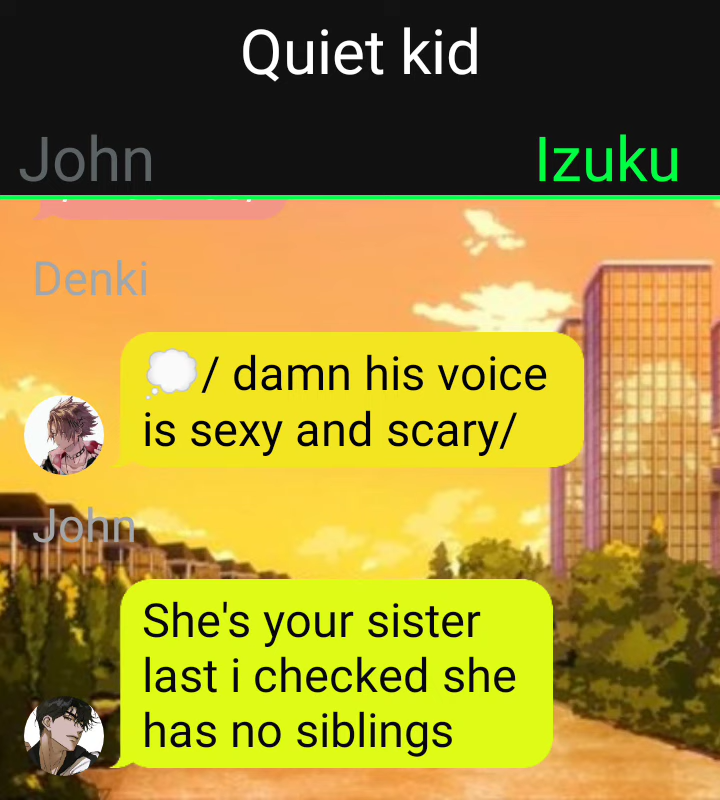 Quiet kid
John Izuku
Denki
💭/ damn his voice
is sexy and scary/
John
She's your sister
last i checked she
has no siblings